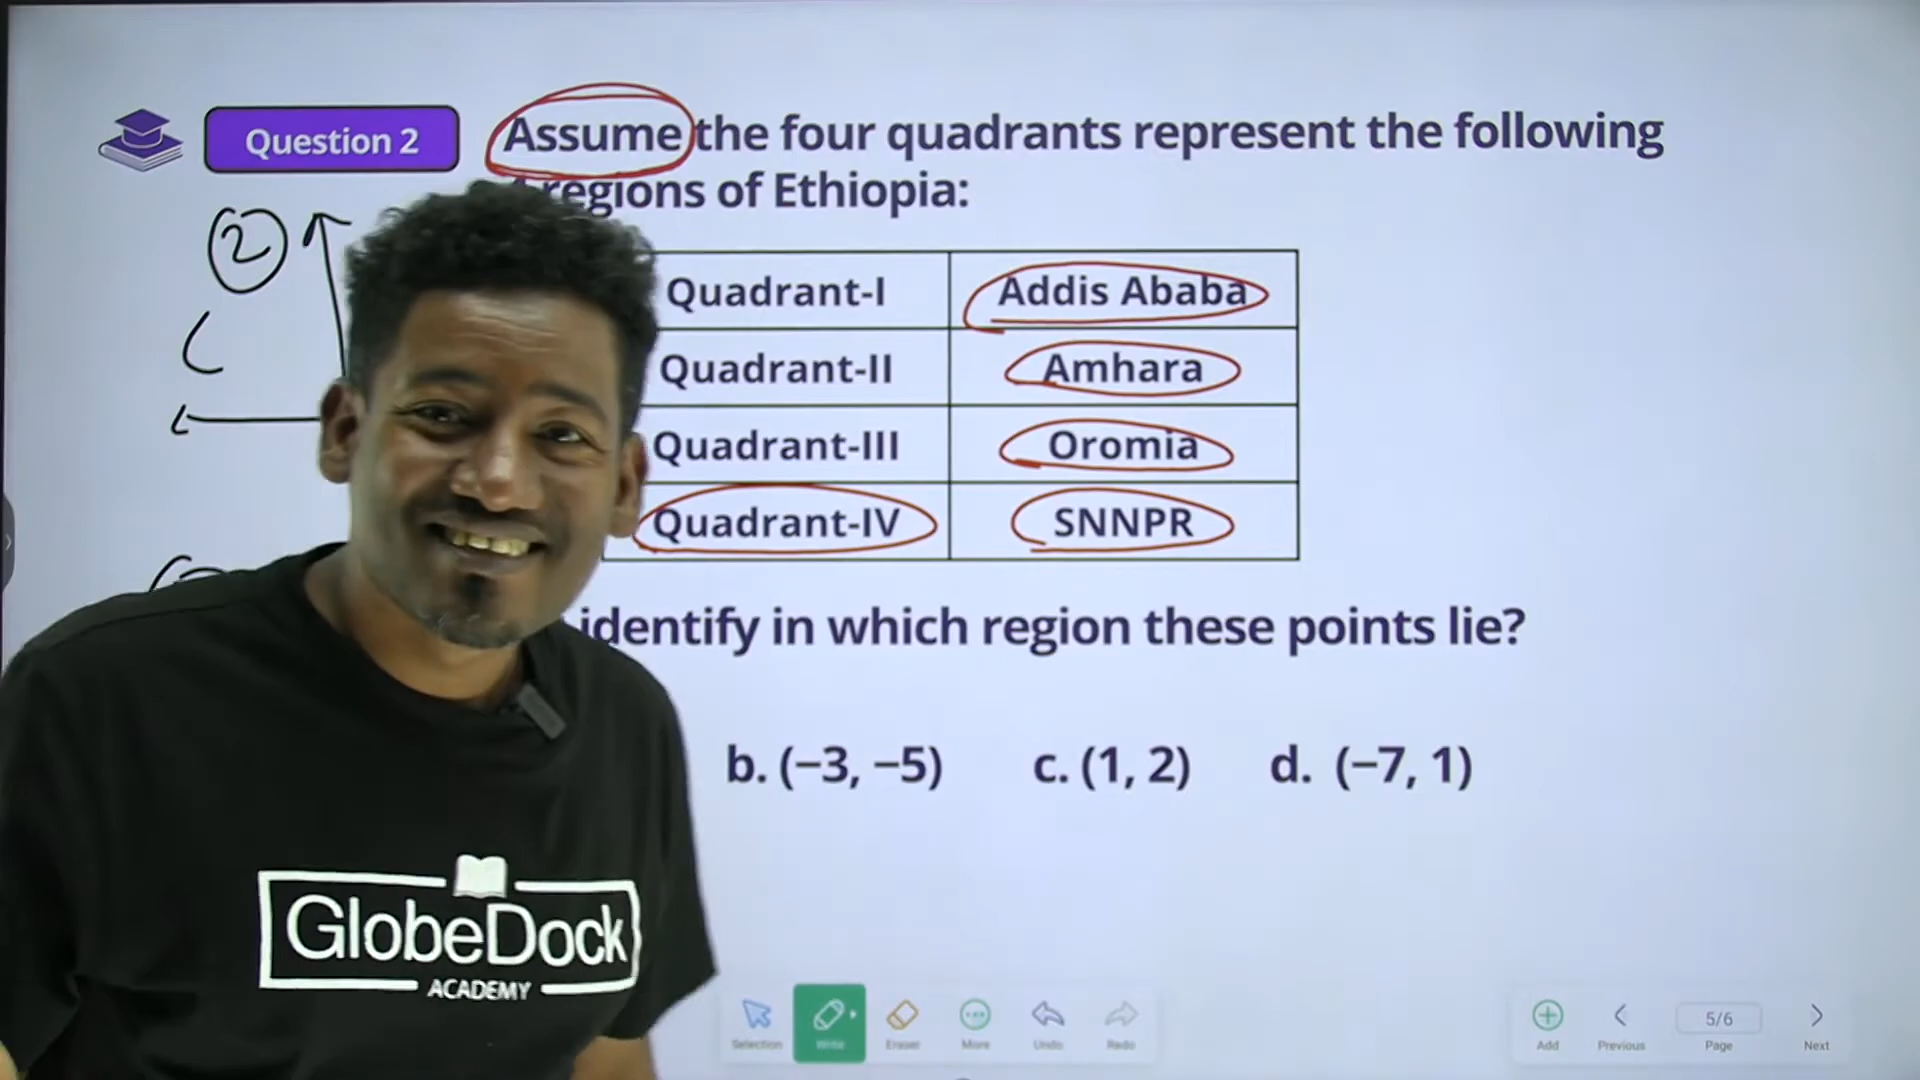 Question 2
Assume the four quadrants represent the following
regions of Ethiopia:
2
Quadrant-I Addis Ababa
Quadrant-II Amhara
Quadrant-III Oromia
Quadrant-IV SNNPR
identify in which region these points lie?
b. (−3, −5) c. (1, 2) d. (−7, 1)
GlobeDock
ACADEMY
Selection Write Eraser More Undo Redo
Add Previous 5/6 Page Next